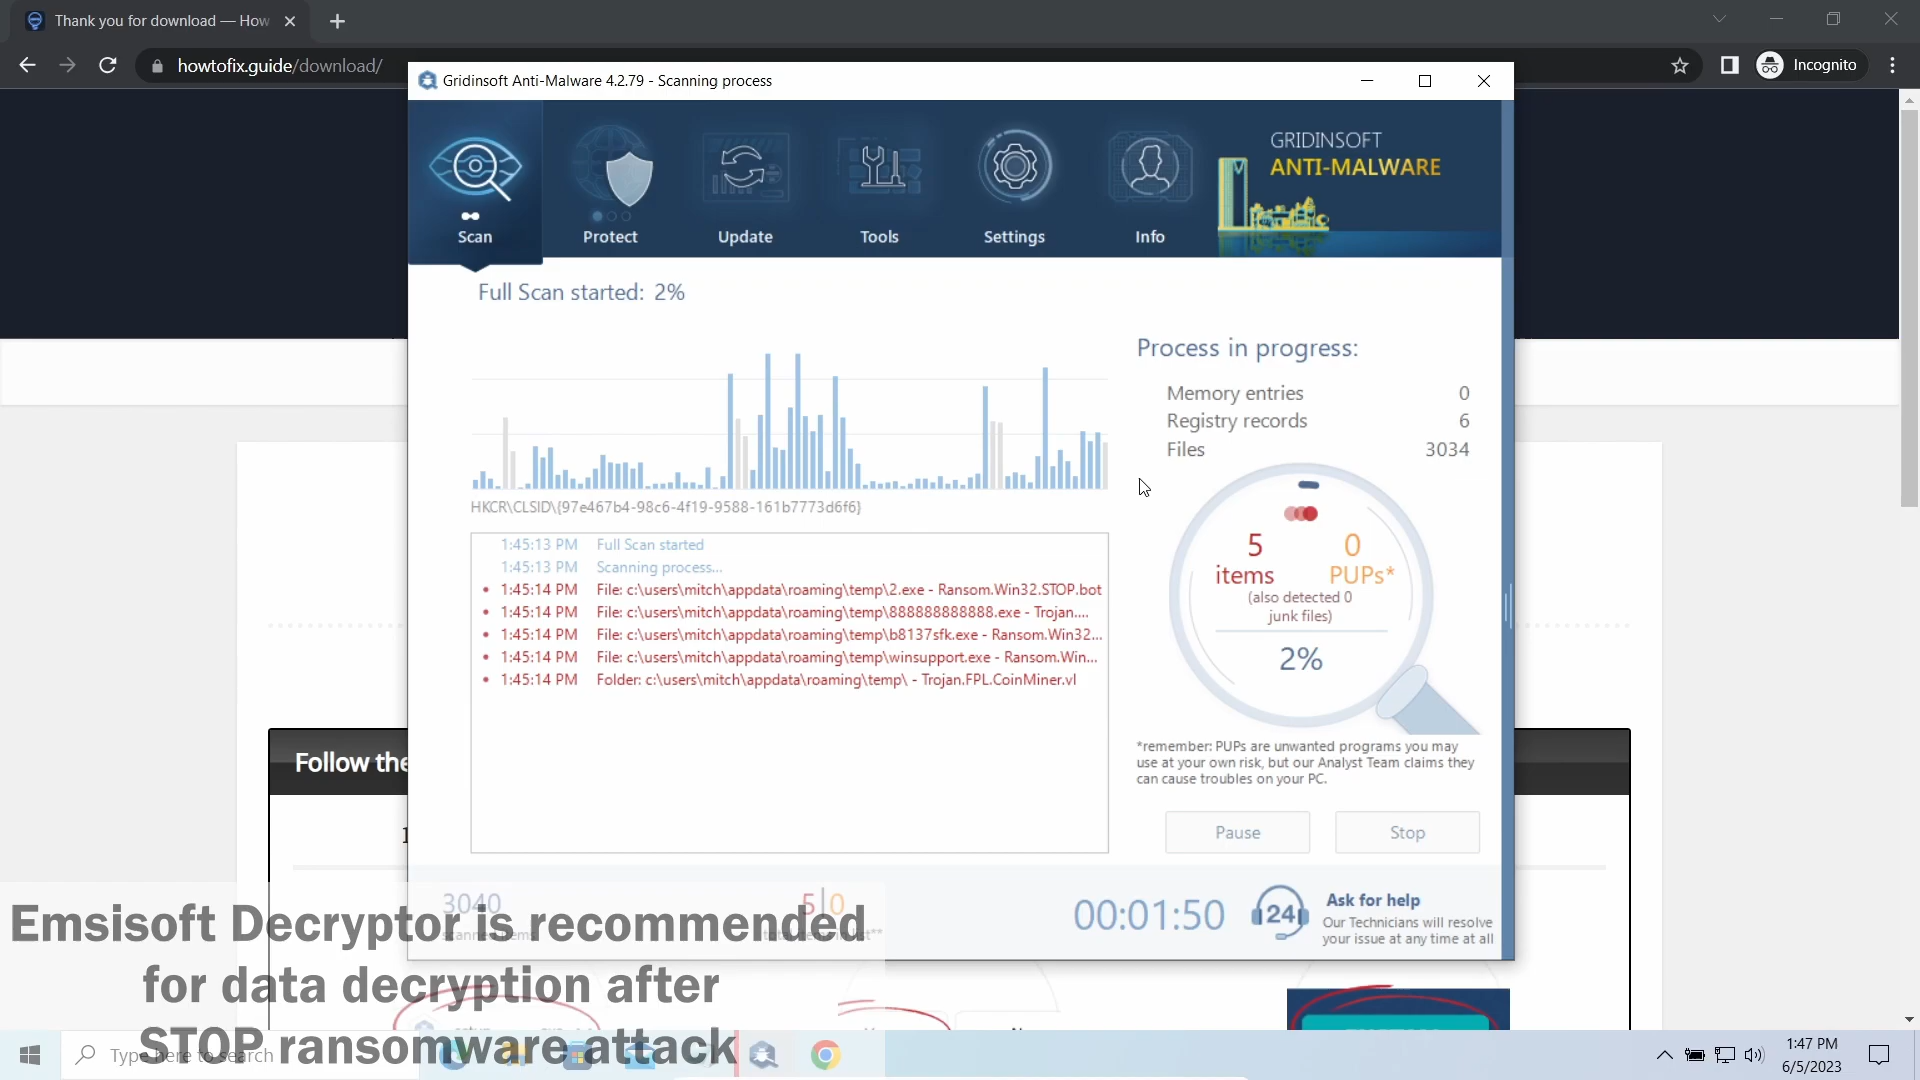 Thank you for download — How
howtofix.guide/download/
Incognito
Gridinsoft Anti-Malware 4.2.79 - Scanning process
Scan
Protect
Update
Tools
Settings
Info
GRIDINSOFT
ANTI-MALWARE
Full Scan started: 2%
Process in progress:
Memory entries 0
Registry records 6
Files 3034
HKCR\CLSID\{97e467b4-98c6-4f19-9588-161b7773d6f6}
1:45:13 PM Full Scan started
1:45:13 PM Scanning process...
1:45:14 PM File: c:\users\mitch\appdata\roaming\temp\2.exe - Ransom.Win32.STOP.bot
1:45:14 PM File: c:\users\mitch\appdata\roaming\temp\888888888888.exe - Trojan....
1:45:14 PM File: c:\users\mitch\appdata\roaming\temp\b8137sfk.exe - Ransom.Win32...
1:45:14 PM File: c:\users\mitch\appdata\roaming\temp\winsupport.exe - Ransom.Win...
1:45:14 PM Folder: c:\users\mitch\appdata\roaming\temp\ - Trojan.FPL.CoinMiner.vl
5 0
items PUPs*
(also detected 0
junk files)
2%
*remember: PUPs are unwanted programs you may
use at your own risk, but our Analyst Team claims they
can cause troubles on your PC.
Pause
Stop
Follow the
3040
5|0
00:01:50
24
Ask for help
Our Technicians will resolve
your issue at any time at all
Emsisoft Decryptor is recommended
for data decryption after
STOP ransomware attack
Type here to search
1:47 PM
6/5/2023